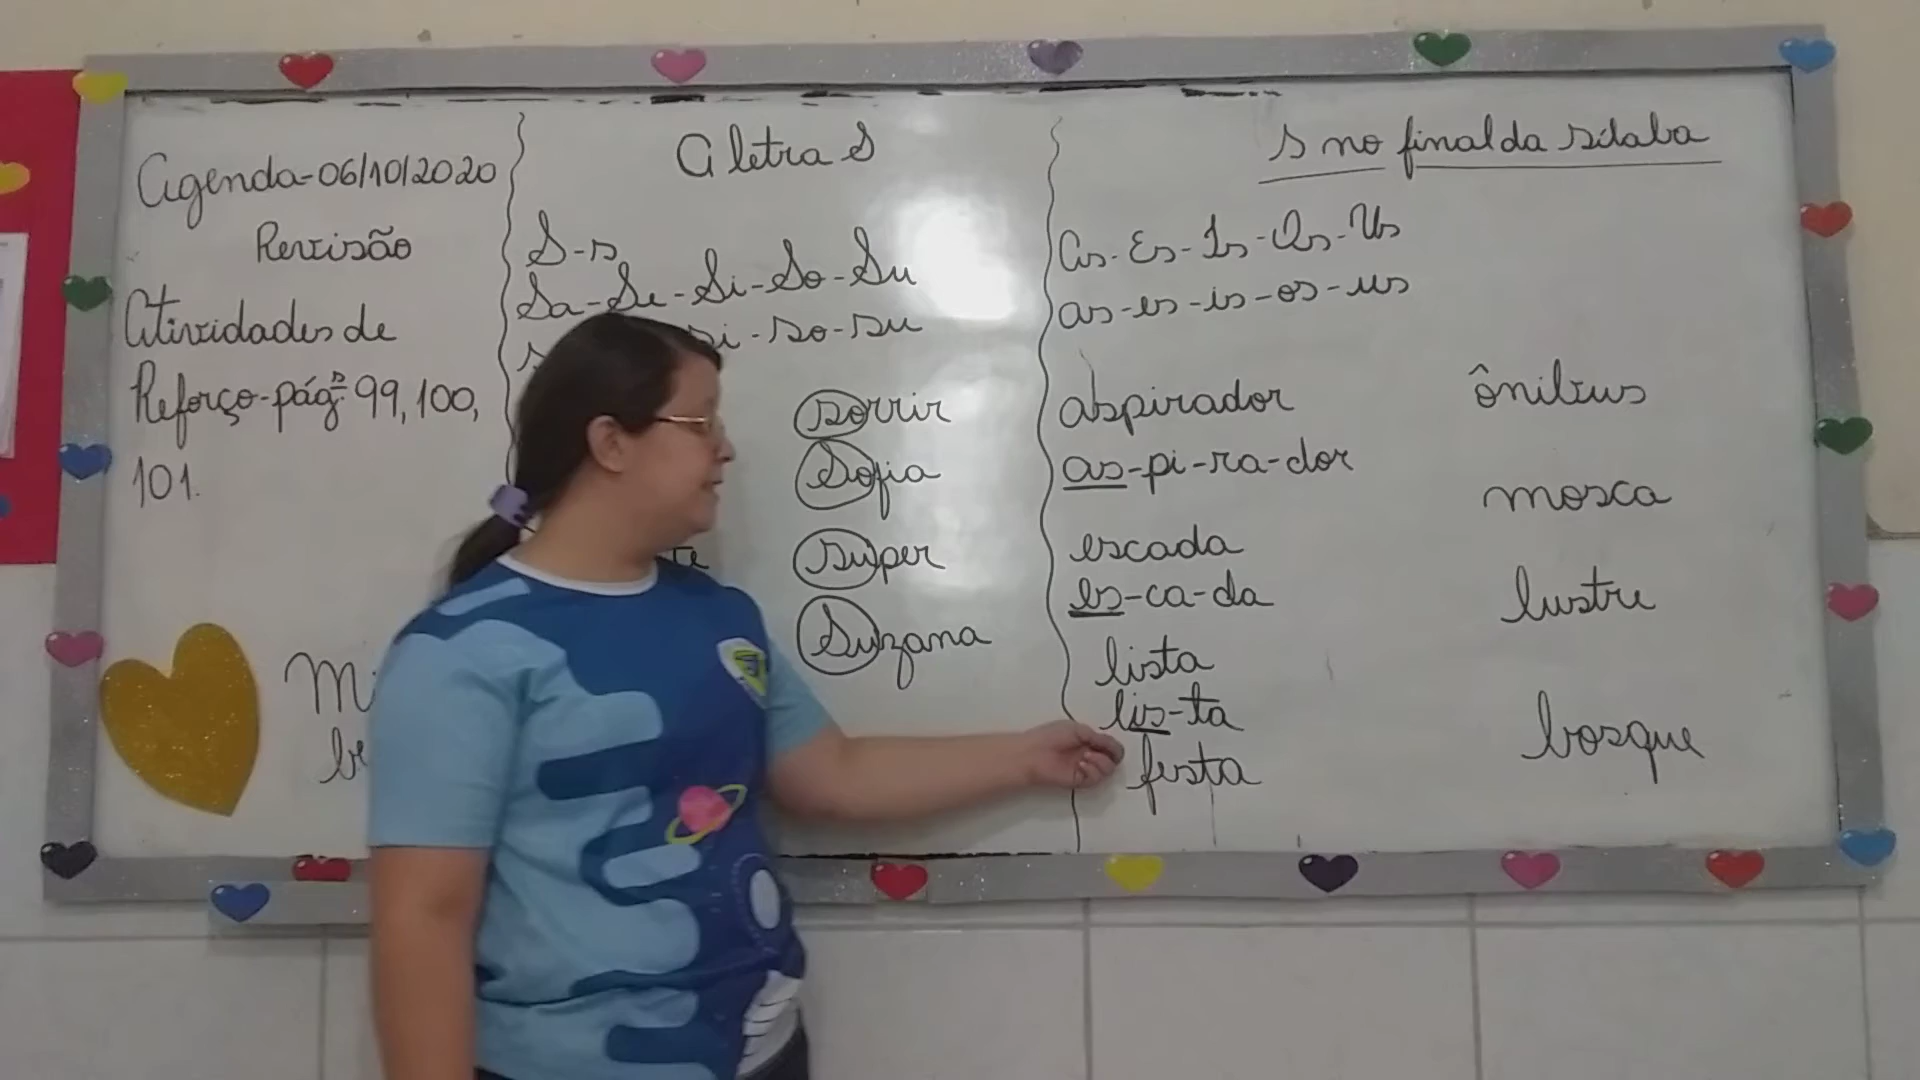 Agenda-06/10/2020
Revisão
Atividades de
Reforço-págs 99, 100,
101.
A letra S
S-s
Sa-Se-Si-So-Su
si-so-su
sorrir
Sofia
super
Suzana
s no final da sílaba
As-Es-Is-Os-Us
as-es-is-os-us
aspirador
as-pi-ra-dor
escada
es-ca-da
lista
lis-ta
festa
ônibus
mosca
lustre
bosque